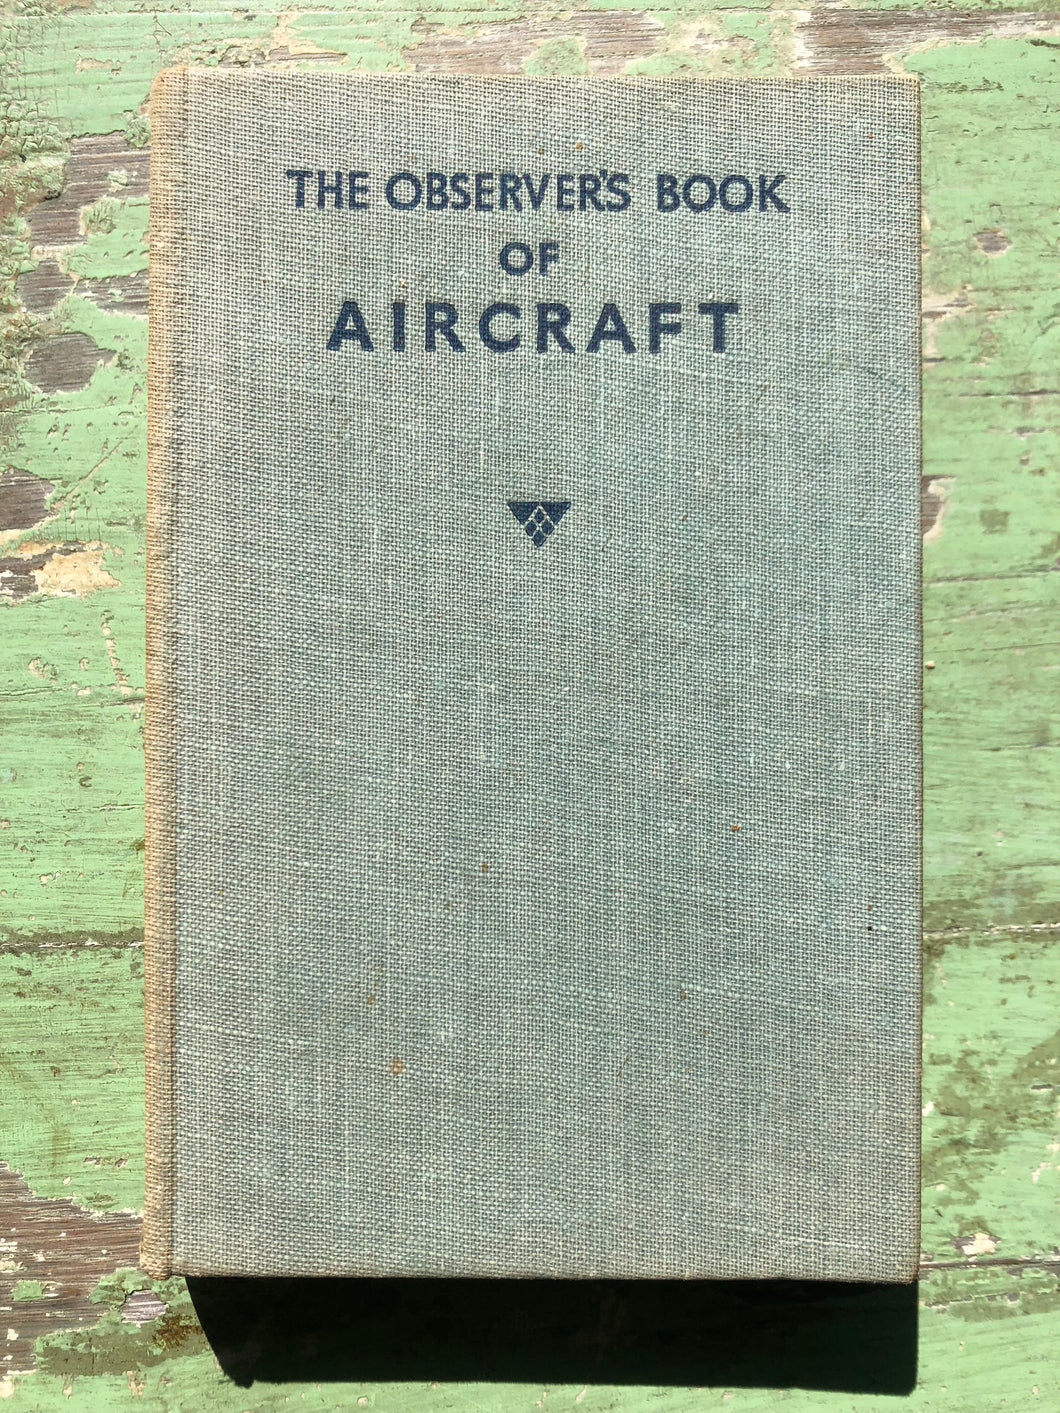 THE OBSERVER'S BOOK
OF
AIRCRAFT